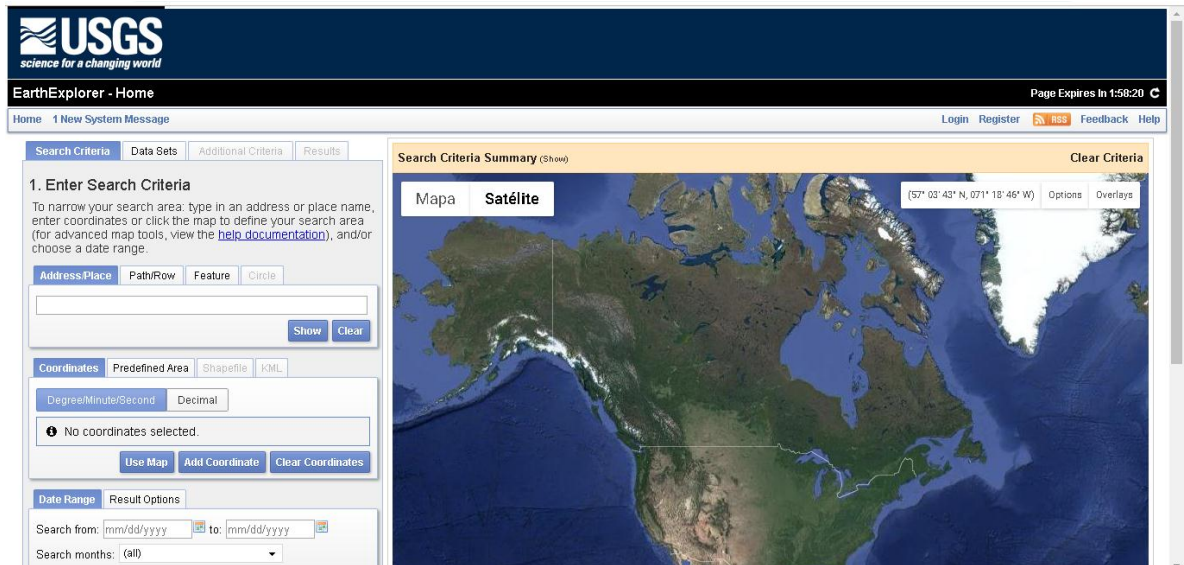 USGS
science for a changing world
EarthExplorer - Home
Page Expires In 1:58:20
Home 1 New System Message
Login Register RSS Feedback Help
Search Criteria Data Sets Additional Criteria Results
1. Enter Search Criteria
To narrow your search area: type in an address or place name,
enter coordinates or click the map to define your search area
(for advanced map tools, view the help documentation), and/or
choose a date range.
Address/Place Path/Row Feature Circle
Show Clear
Coordinates Predefined Area Shapefile KML
Degree/Minute/Second Decimal
No coordinates selected.
Use Map Add Coordinate Clear Coordinates
Date Range Result Options
Search from: mm/dd/yyyy to: mm/dd/yyyy
Search months: (all)
Search Criteria Summary (Show)
Clear Criteria
Mapa Satélite
(57° 03' 43" N, 071° 18' 46" W) Options Overlays